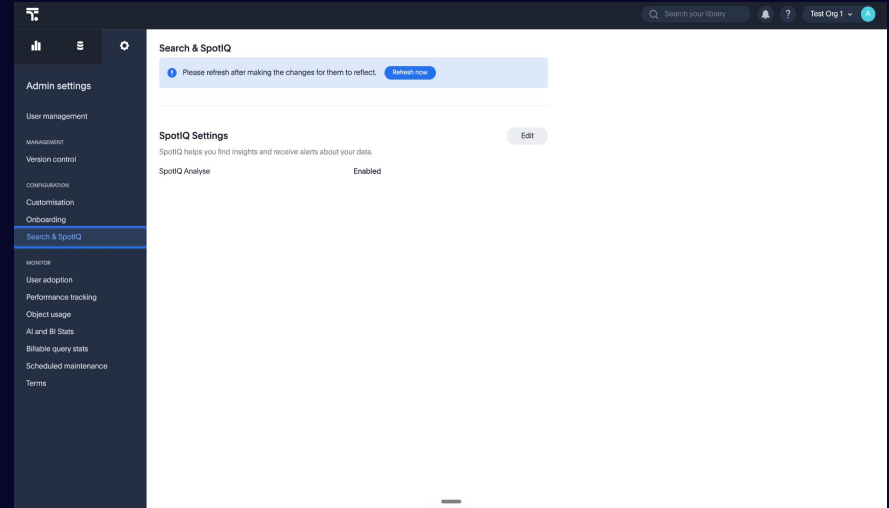 Search your library
?
Test Org 1
A
Admin settings
User management
MANAGEMENT
Version control
CONFIGURATION
Customisation
Onboarding
Search & SpotIQ
MONITOR
User adoption
Performance tracking
Object usage
AI and BI Stats
Billable query stats
Scheduled maintenance
Terms
Search & SpotIQ
Please refresh after making the changes for them to reflect. Refresh now
SpotIQ Settings
Edit
SpotIQ helps you find insights and receive alerts about your data.
SpotIQ Analyse Enabled